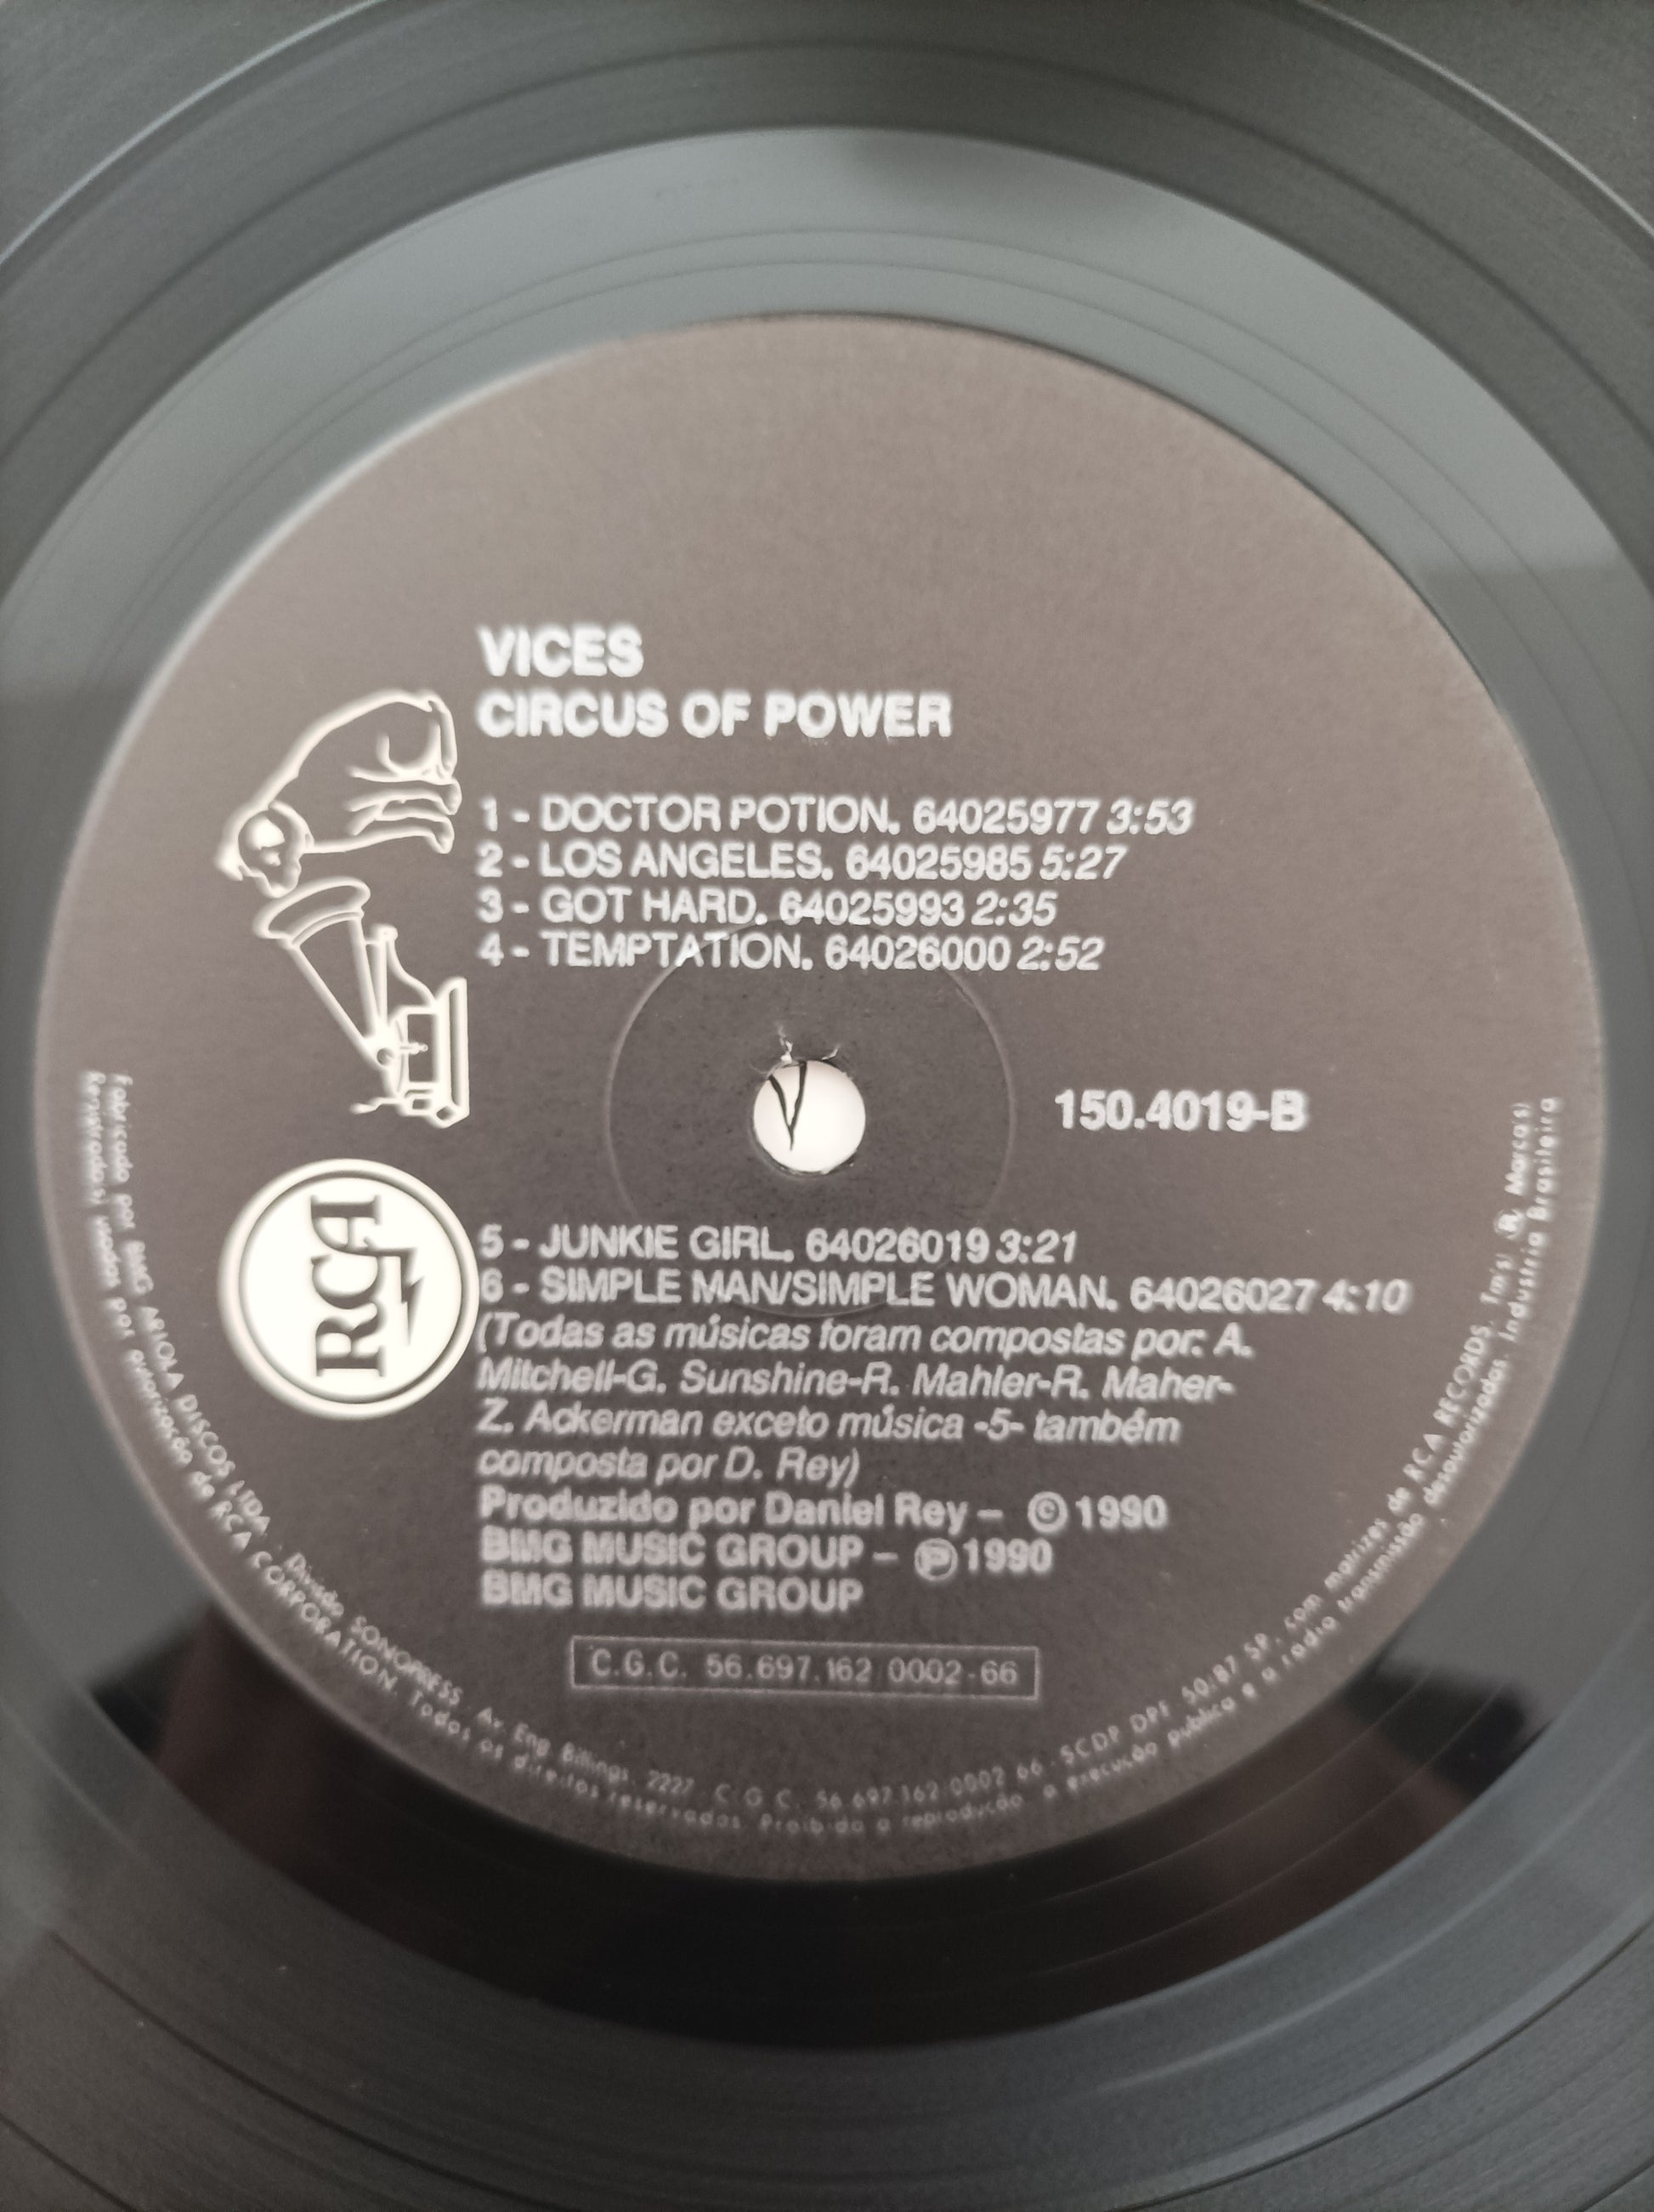 VICES
CIRCUS OF POWER
1 - DOCTOR POTION. 64025977 3:53
2 - LOS ANGELES. 64025985 5:27
3 - GOT HARD. 64025993 2:35
4 - TEMPTATION. 64026000 2:52
150.4019-B
RCA
5 - JUNKIE GIRL. 64026019 3:21
6 - SIMPLE MAN/SIMPLE WOMAN. 64026027 4:10
(Todas as músicas foram compostas por: A.
Mitchell-G. Sunshine-R. Mahler-R. Maher-
Z. Ackerman exceto música -5- também
composta por D. Rey)
Produzido por Daniel Rey – © 1990
BMG MUSIC GROUP – ℗ 1990
BMG MUSIC GROUP
C.G.C. 56.697.162 0002-66
Fabricado por BMG ARIOLA DISCOS LTDA. Divisão SONOPRESS Av. Eng. Billings, 2227 C.G.C. 56.697.162/0002 66 - SCDP DPF 50/87 SP. com matrizes de RCA RECORDS. Tm(s) ® Marca(s)
Registrada(s) usadas por autorização de RCA CORPORATION. Todos os direitos reservados. Proibida a reprodução a execução publica e a radio transmissão desautorizadas. Industria Brasileira